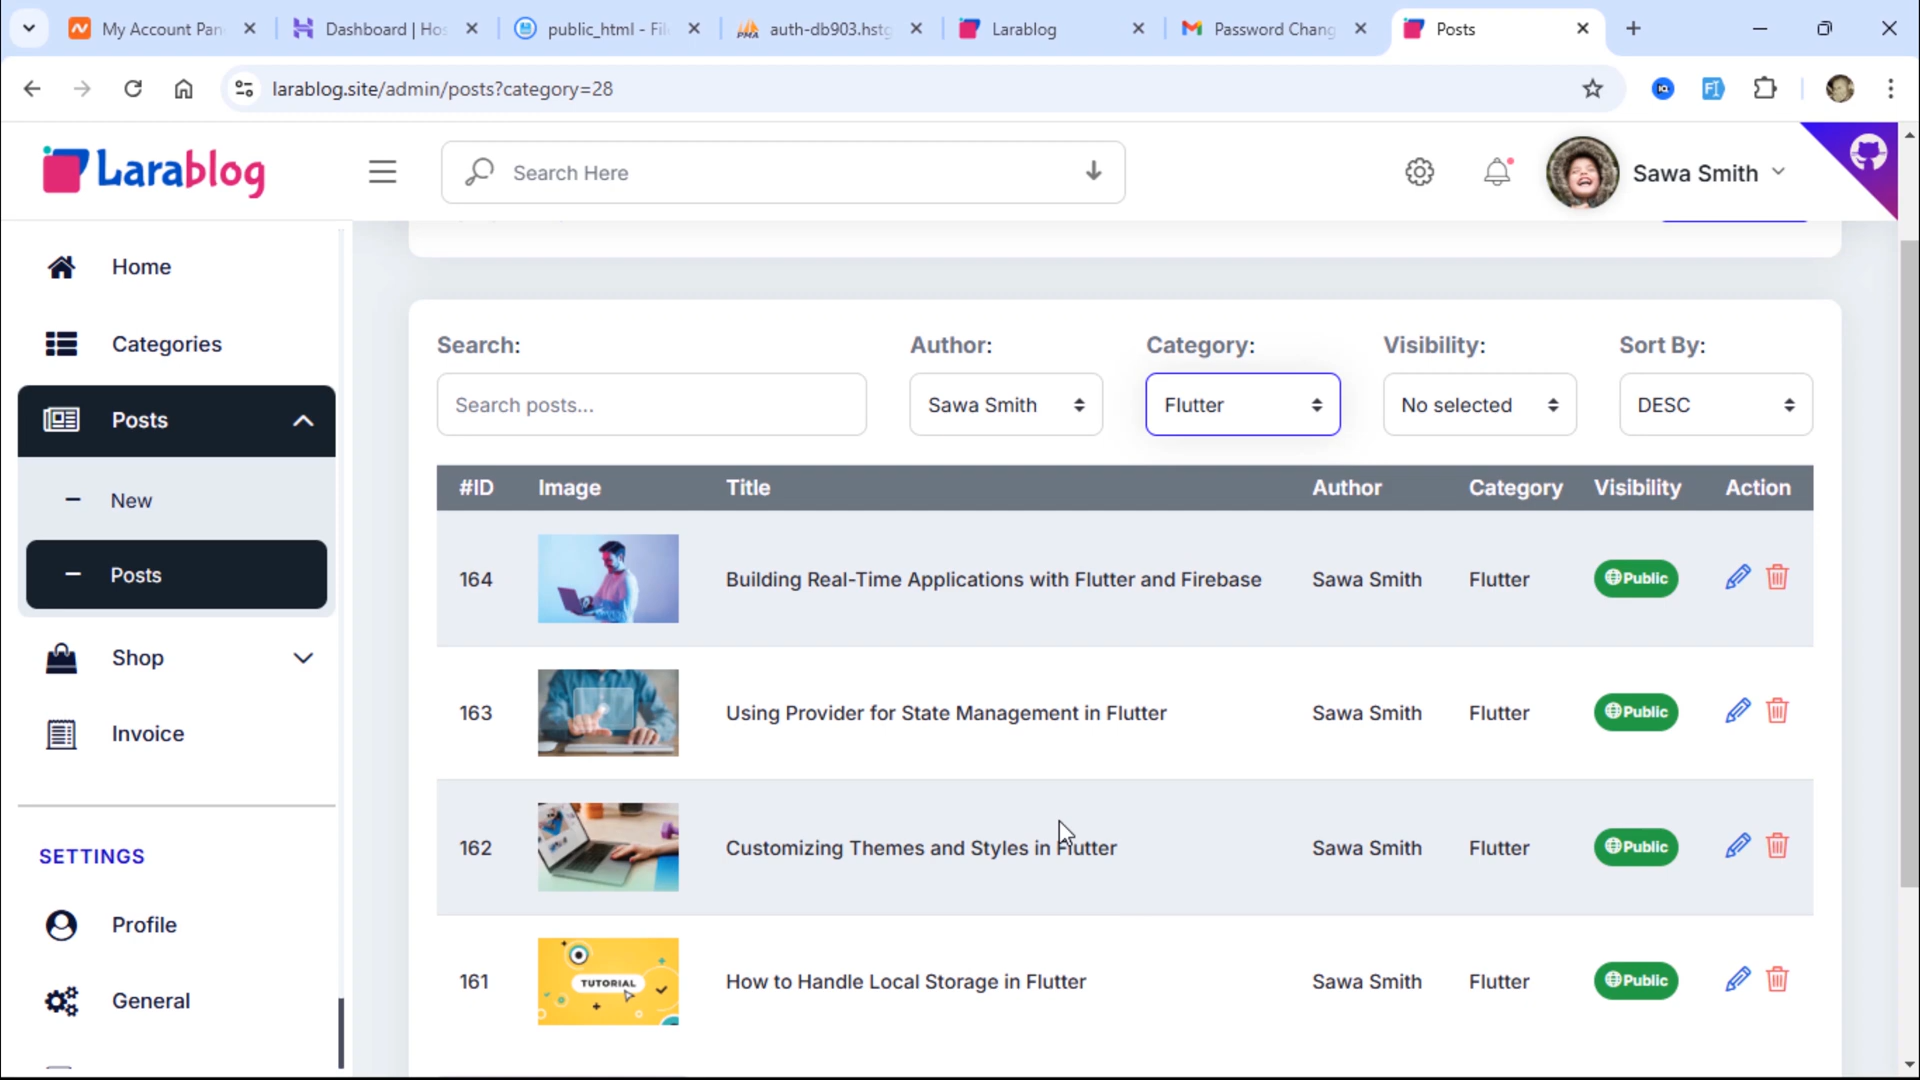 My Account Pan
Dashboard | Hos
public_html - Fil
auth-db903.hstg
Larablog
Password Chang
Posts
larablog.site/admin/posts?category=28
Larablog
Search Here
Sawa Smith
Home
Categories
Posts
New
Posts
Shop
Invoice
SETTINGS
Profile
General
Search:
Author:
Category:
Visibility:
Sort By:
Search posts...
Sawa Smith
Flutter
No selected
DESC
#ID Image Title Author Category Visibility Action
164 Building Real-Time Applications with Flutter and Firebase Sawa Smith Flutter Public
163 Using Provider for State Management in Flutter Sawa Smith Flutter Public
162 Customizing Themes and Styles in Flutter Sawa Smith Flutter Public
TUTORIAL
161 How to Handle Local Storage in Flutter Sawa Smith Flutter Public